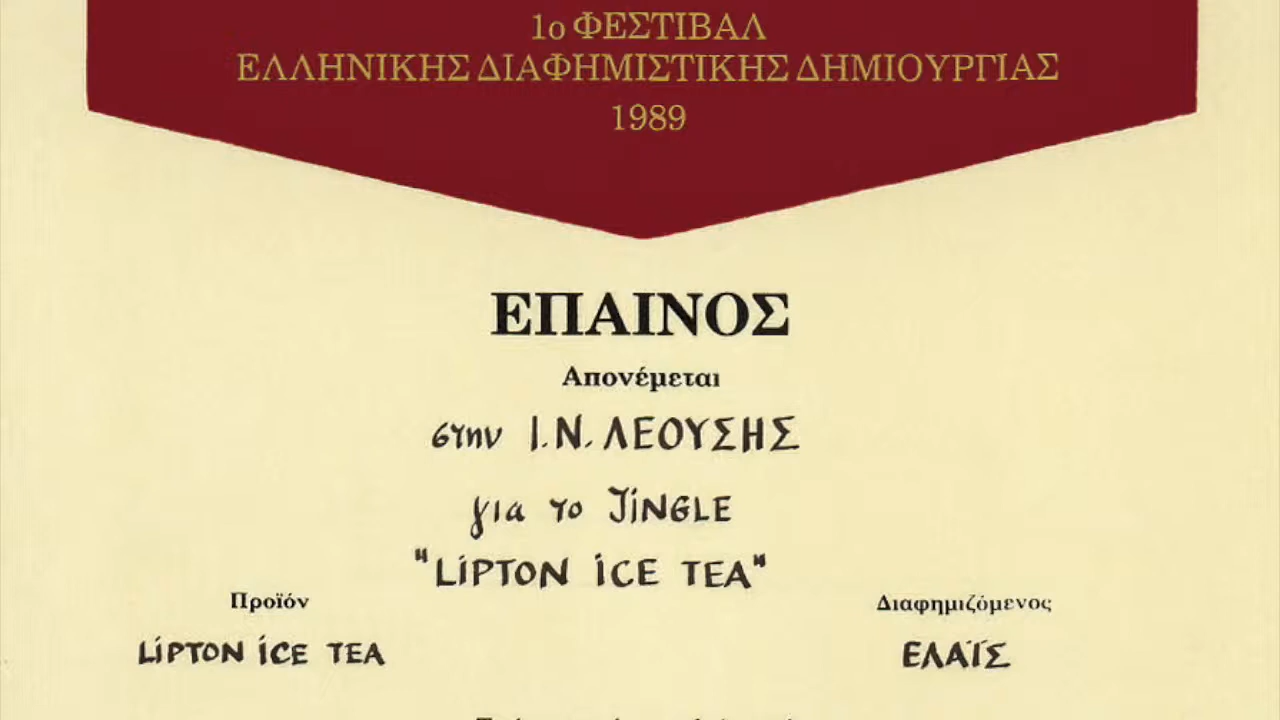 1ο ΦΕΣΤΙΒΑΛ
ΕΛΛΗΝΙΚΗΣ ΔΙΑΦΗΜΙΣΤΙΚΗΣ ΔΗΜΙΟΥΡΓΙΑΣ
1989
ΕΠΑΙΝΟΣ
Απονέμεται
στην Ι.Ν. ΛΕΟΥΣΗΣ
για το JiNGLE
"LiPTON iCE TEA"
Προϊόν Διαφημιζόμενος
LiPTON iCE TEA ΕΛΑΪΣ